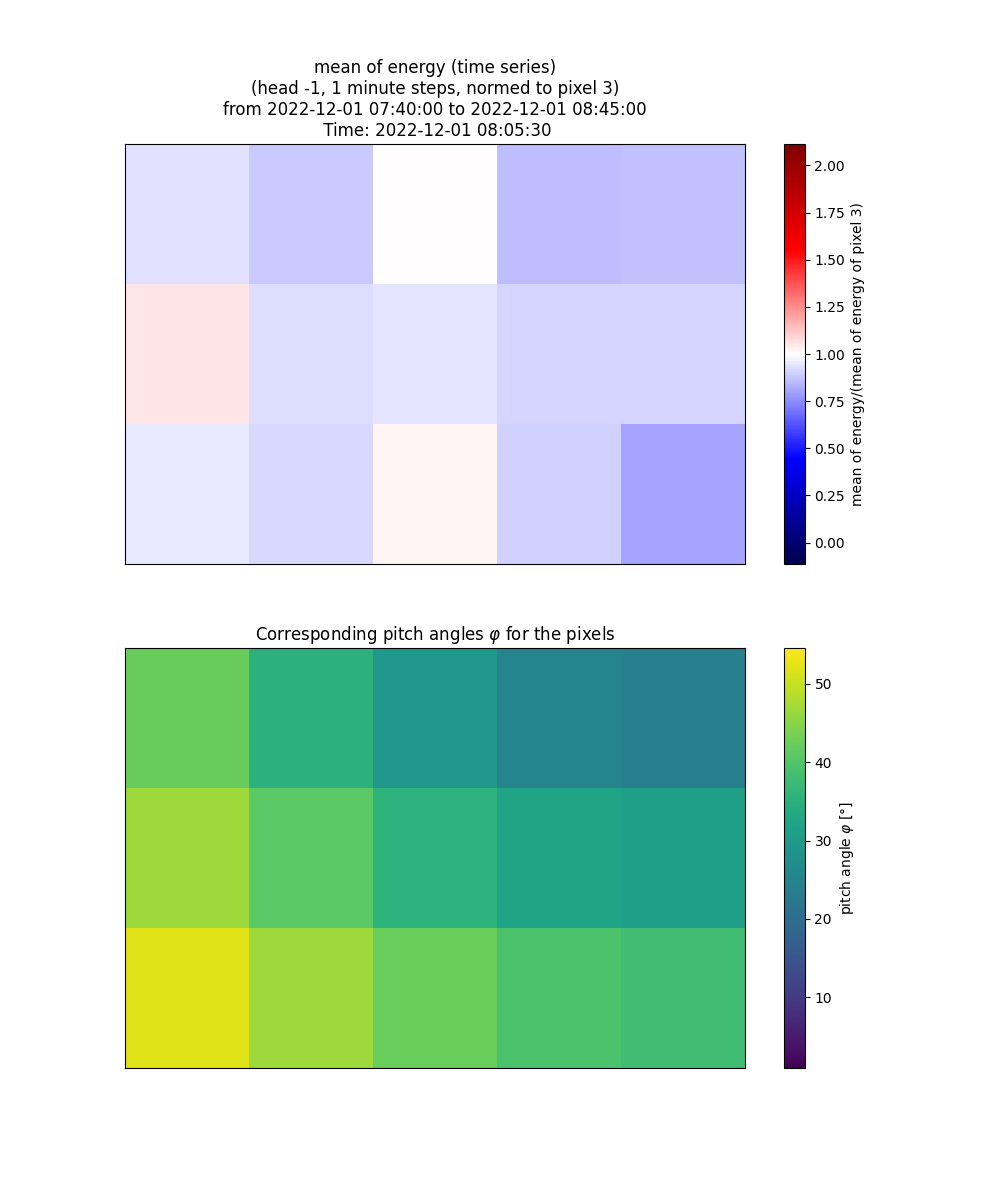 mean of energy (time series)
(head -1, 1 minute steps, normed to pixel 3)
from 2022-12-01 07:40:00 to 2022-12-01 08:45:00
Time: 2022-12-01 08:05:30
2.00
1.75
1.50
1.25
1.00
0.75
0.50
0.25
0.00
mean of energy/(mean of energy of pixel 3)
Corresponding pitch angles φ for the pixels
50
40
30
20
10
pitch angle φ [°]